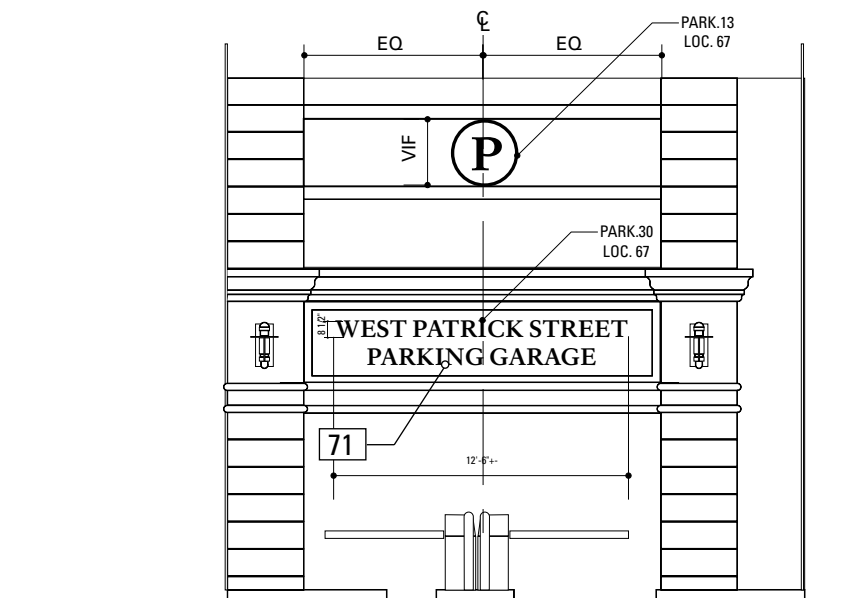 ℄
PARK.13
LOC. 67
EQ
EQ
VIF
P
PARK.30
LOC. 67
8 1/2"
WEST PATRICK STREET
PARKING GARAGE
71
12'-6"+-